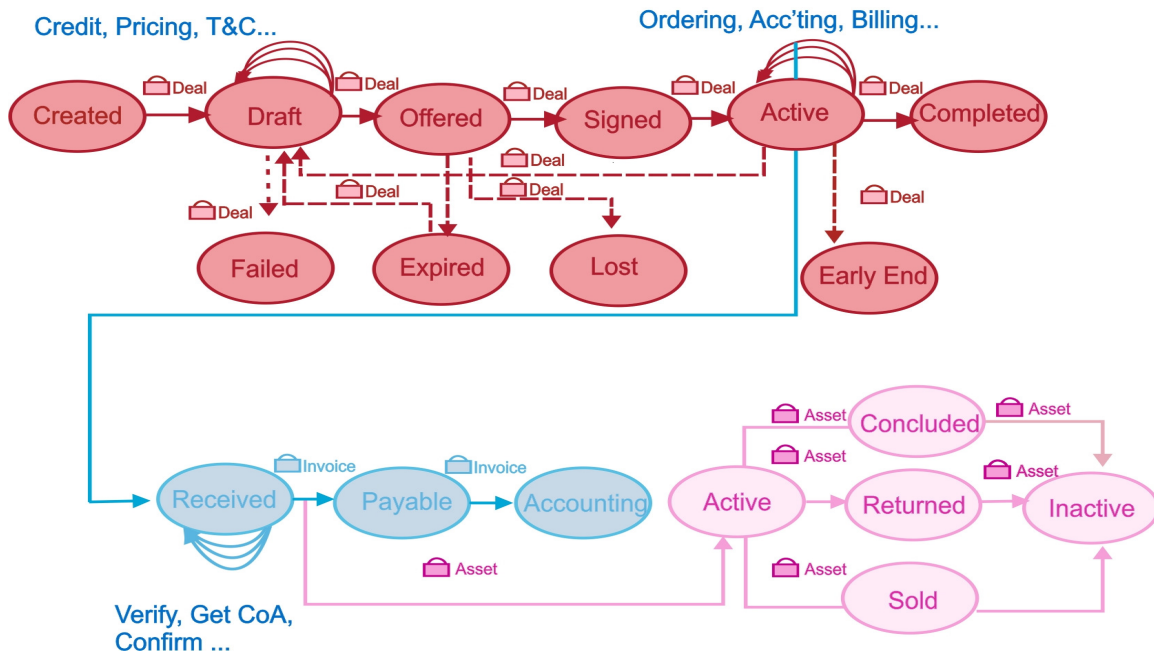 Credit, Pricing, T&C...
Ordering, Acc'ting, Billing...
Deal
Deal
Deal
Deal
Deal
Created
Draft
Offered
Signed
Active
Completed
Deal
Deal
Deal
Deal
Deal
Failed
Expired
Lost
Early End
Invoice
Invoice
Received
Payable
Accounting
Asset
Verify, Get CoA,
Confirm ...
Asset
Concluded
Asset
Asset
Asset
Active
Returned
Inactive
Asset
Sold